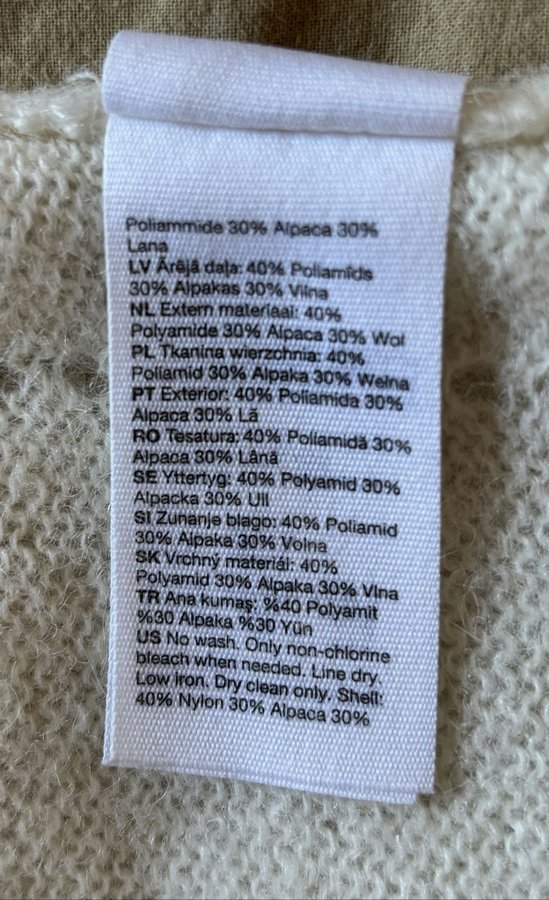 Poliammide 30% Alpaca 30%
Lana
LV Ārējā daļa: 40% Poliamīds
30% Alpakas 30% Vilna
NL Extern materiaal: 40%
Polyamide 30% Alpaca 30% Wol
PL Tkanina wierzchnia: 40%
Poliamid 30% Alpaka 30% Wełna
PT Exterior: 40% Poliamida 30%
Alpaca 30% Lã
RO Tesatura: 40% Poliamidă 30%
Alpaca 30% Lână
SE Yttertyg: 40% Polyamid 30%
Alpacka 30% Ull
SI Zunanje blago: 40% Poliamid
30% Alpaka 30% Volna
SK Vrchný materiál: 40%
Polyamid 30% Alpaka 30% Vlna
TR Ana kumaş: %40 Polyamit
%30 Alpaka %30 Yün
US No wash. Only non-chlorine
bleach when needed. Line dry.
Low iron. Dry clean only. Shell:
40% Nylon 30% Alpaca 30%